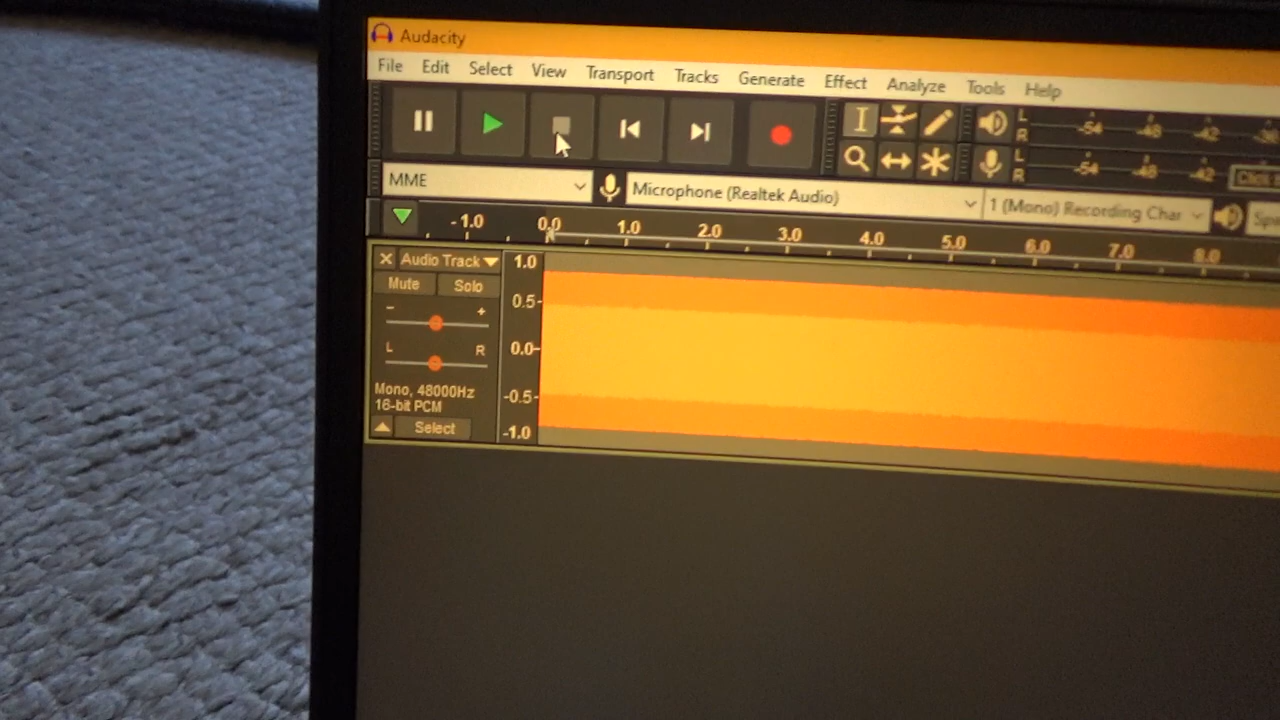 Audacity
File Edit Select View Transport Tracks Generate Effect Analyze Tools Help
L
R
-54 -48 -42
L
R
-54 -48 -42
MME
Microphone (Realtek Audio)
1 (Mono) Recording Char
-1.0 0.0 1.0 2.0 3.0 4.0 5.0 6.0 7.0 8.0
Audio Track
Mute Solo
- +
L R
Mono, 48000Hz
16-bit PCM
Select
1.0
0.5-
0.0-
-0.5-
-1.0